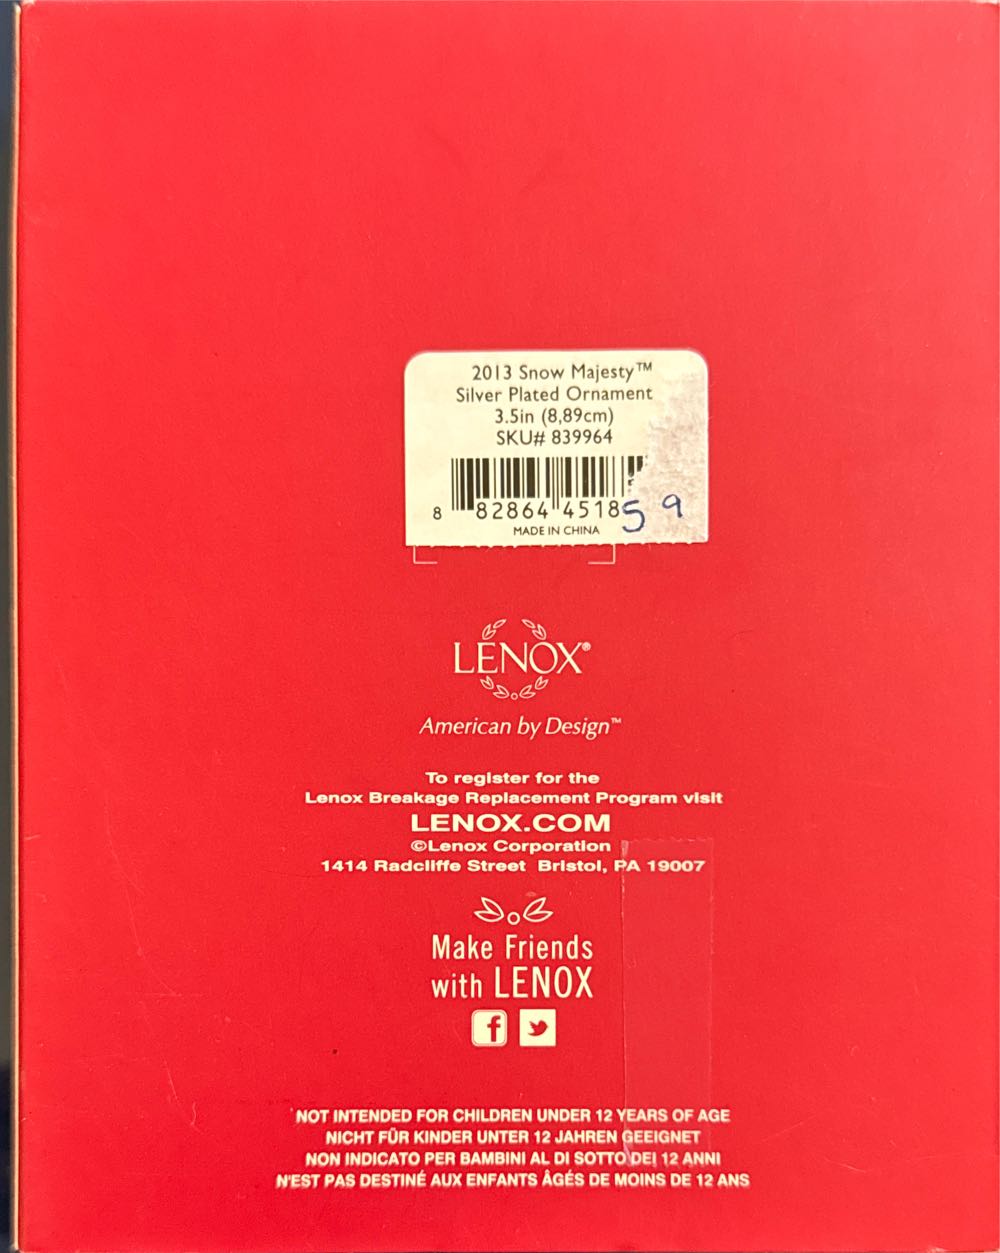 2013 Snow Majesty™
Silver Plated Ornament
3.5in (8,89cm)
SKU# 839964
8 82864 4518 5 9
MADE IN CHINA
LENOX®
American by Design™
To register for the
Lenox Breakage Replacement Program visit
LENOX.COM
©Lenox Corporation
1414 Radcliffe Street Bristol, PA 19007
Make Friends
with LENOX
f
NOT INTENDED FOR CHILDREN UNDER 12 YEARS OF AGE
NICHT FÜR KINDER UNTER 12 JAHREN GEEIGNET
NON INDICATO PER BAMBINI AL DI SOTTO DEI 12 ANNI
N'EST PAS DESTINÉ AUX ENFANTS ÂGÉS DE MOINS DE 12 ANS